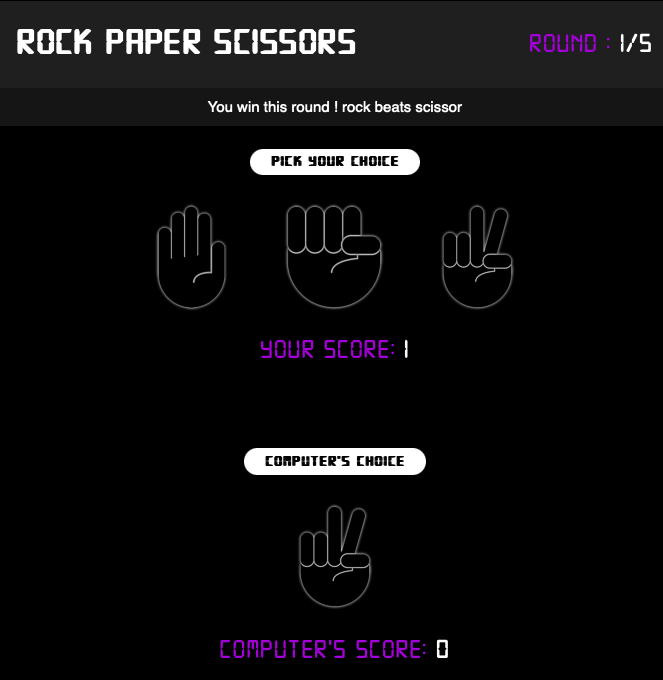 ROCK PAPER SCISSORS
ROUND : 1/5
You win this round ! rock beats scissor
PICK YOUR CHOICE
YOUR SCORE: 1
COMPUTER'S CHOICE
COMPUTER'S SCORE: 0